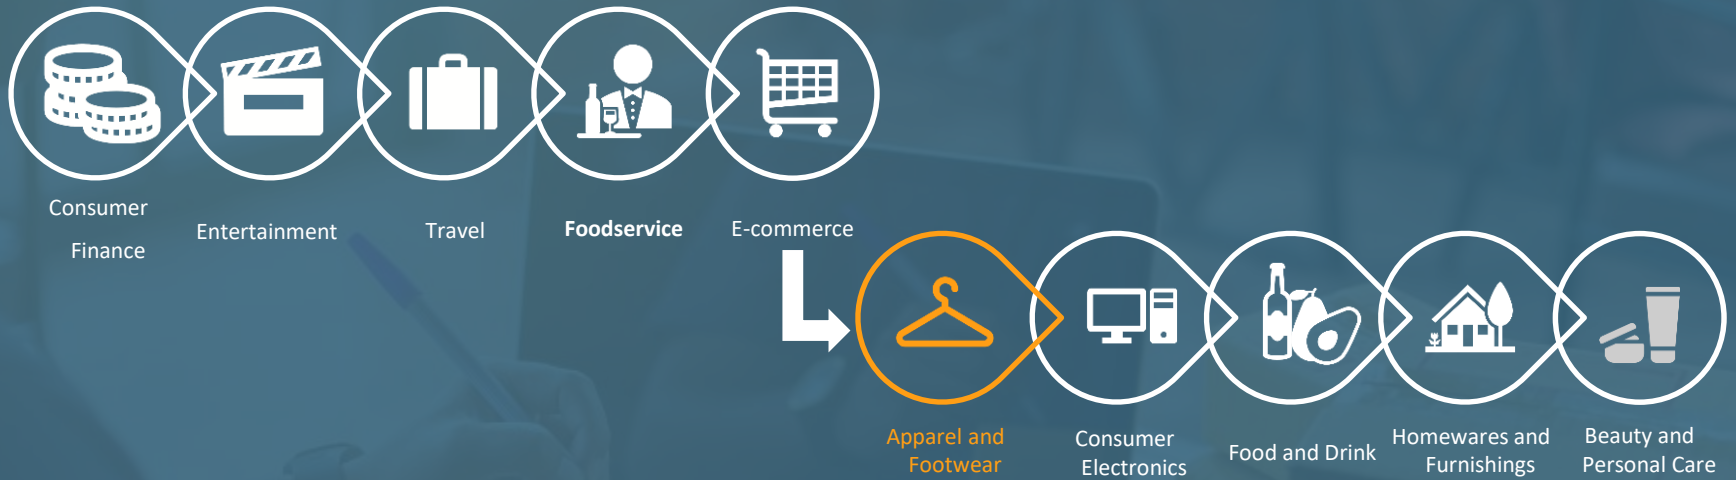 Consumer
Finance
Entertainment
Travel
Foodservice
E-commerce
Apparel and
Footwear
Consumer
Electronics
Food and Drink
Homewares and
Furnishings
Beauty and
Personal Care